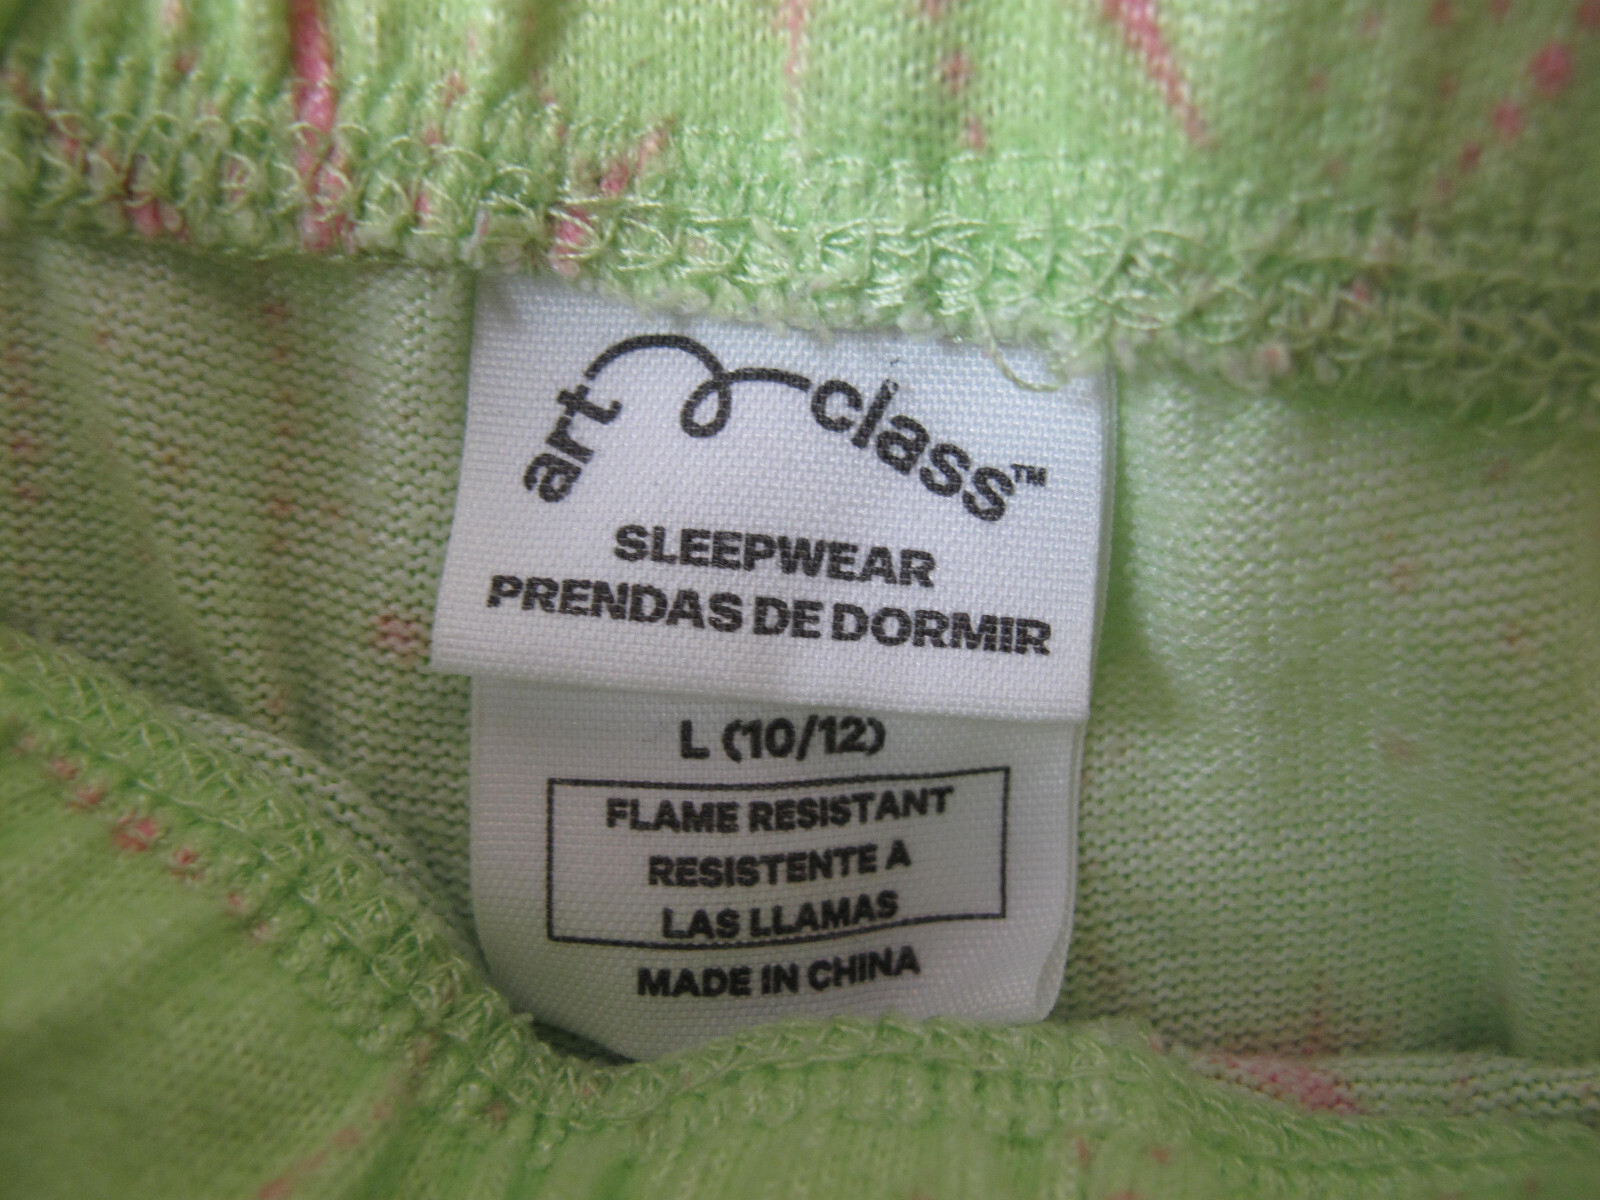 art class™
SLEEPWEAR
PRENDAS DE DORMIR
L (10/12)
FLAME RESISTANT
RESISTENTE A
LAS LLAMAS
MADE IN CHINA